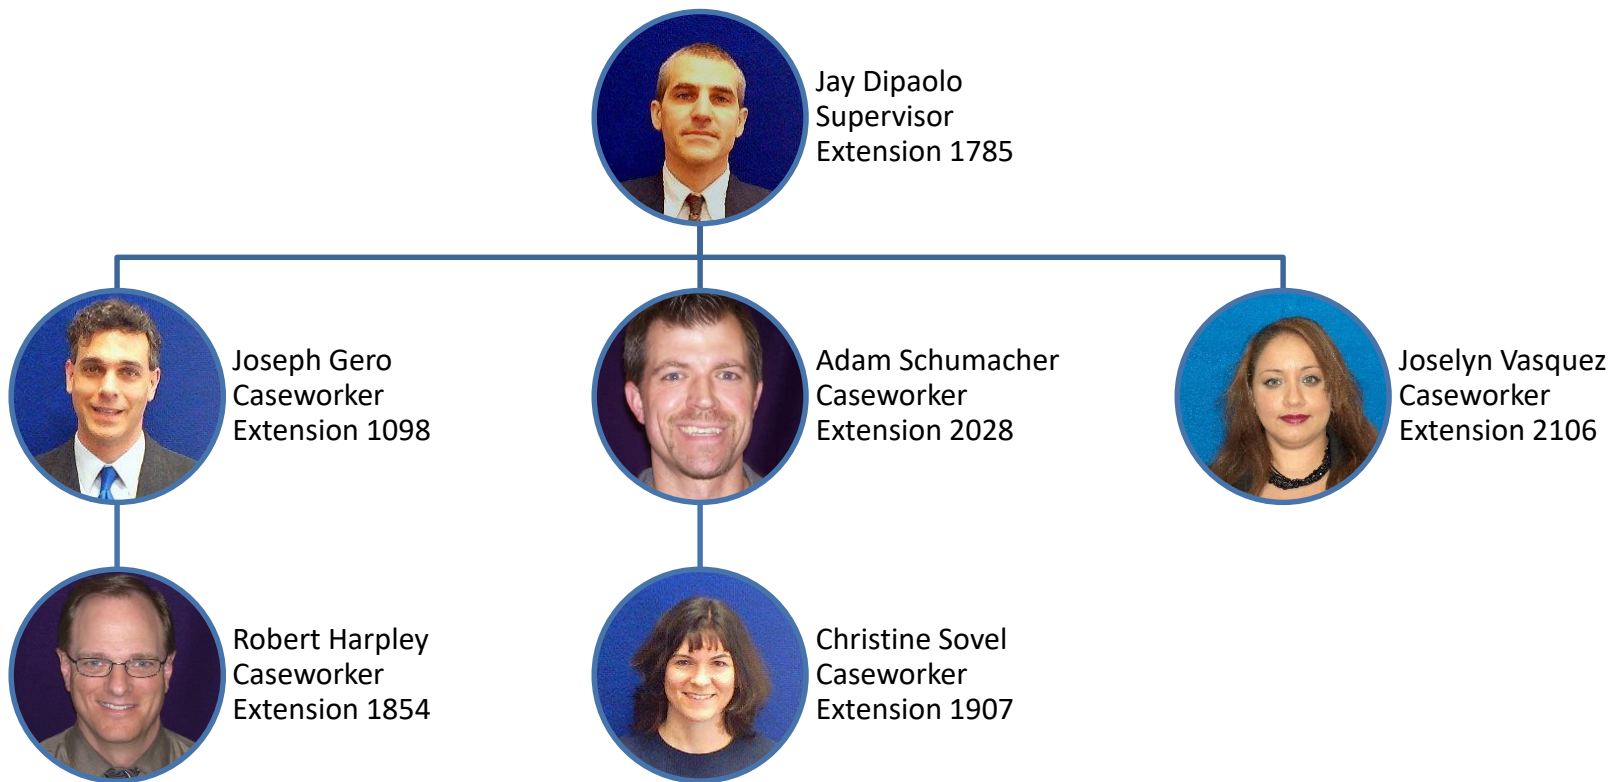 Jay Dipaolo
Supervisor
Extension 1785
Joseph Gero
Caseworker
Extension 1098
Adam Schumacher
Caseworker
Extension 2028
Joselyn Vasquez
Caseworker
Extension 2106
Robert Harpley
Caseworker
Extension 1854
Christine Sovel
Caseworker
Extension 1907